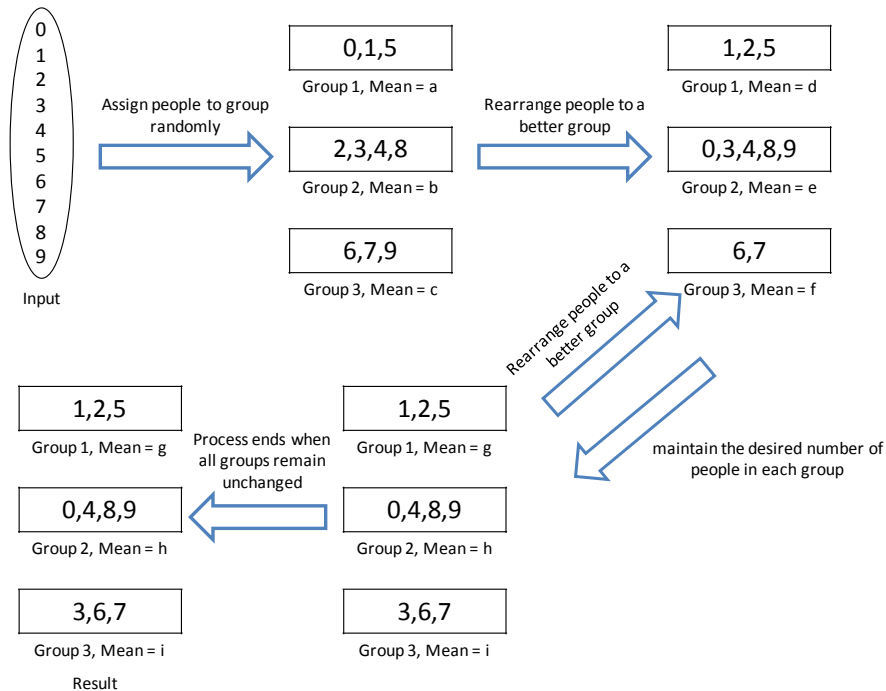 0
1
2
3
4
5
6
7
8
9
Input
Assign people to group
randomly
0,1,5
Group 1, Mean = a
2,3,4,8
Group 2, Mean = b
6,7,9
Group 3, Mean = c
Rearrange people to a
better group
1,2,5
Group 1, Mean = d
0,3,4,8,9
Group 2, Mean = e
6,7
Group 3, Mean = f
Rearrange people to a
better group
maintain the desired number of
people in each group
1,2,5
Group 1, Mean = g
0,4,8,9
Group 2, Mean = h
3,6,7
Group 3, Mean = i
Process ends when
all groups remain
unchanged
1,2,5
Group 1, Mean = g
0,4,8,9
Group 2, Mean = h
3,6,7
Group 3, Mean = i
Result